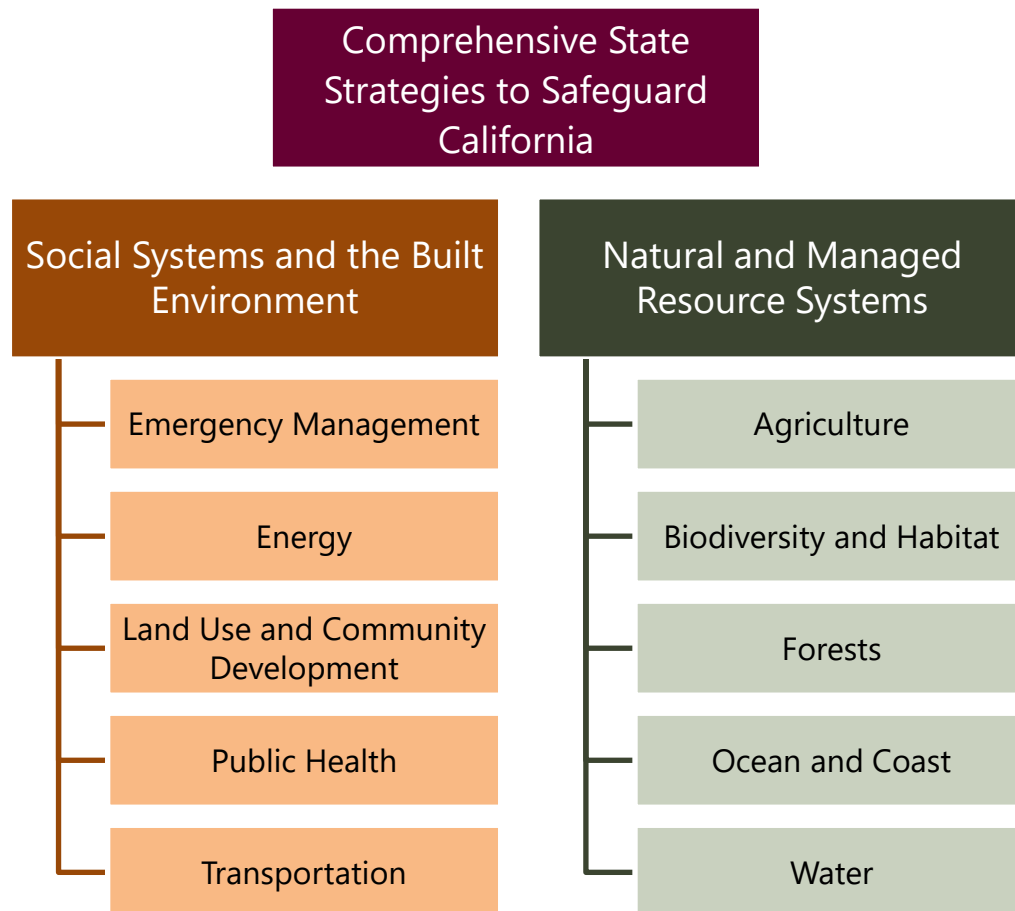 Comprehensive State
Strategies to Safeguard
California
Social Systems and the Built
Environment
Emergency Management
Energy
Land Use and Community
Development
Public Health
Transportation
Natural and Managed
Resource Systems
Agriculture
Biodiversity and Habitat
Forests
Ocean and Coast
Water